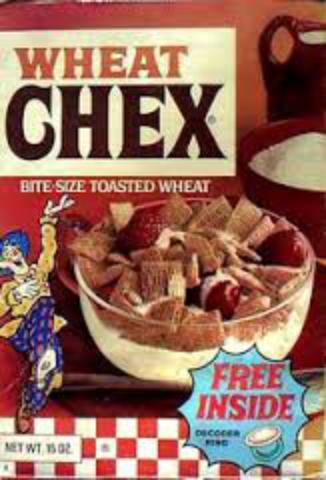 WHEAT
CHEX®
BITE-SIZE TOASTED WHEAT
FREE
INSIDE
DECODER
RING
NET WT. 15 OZ.